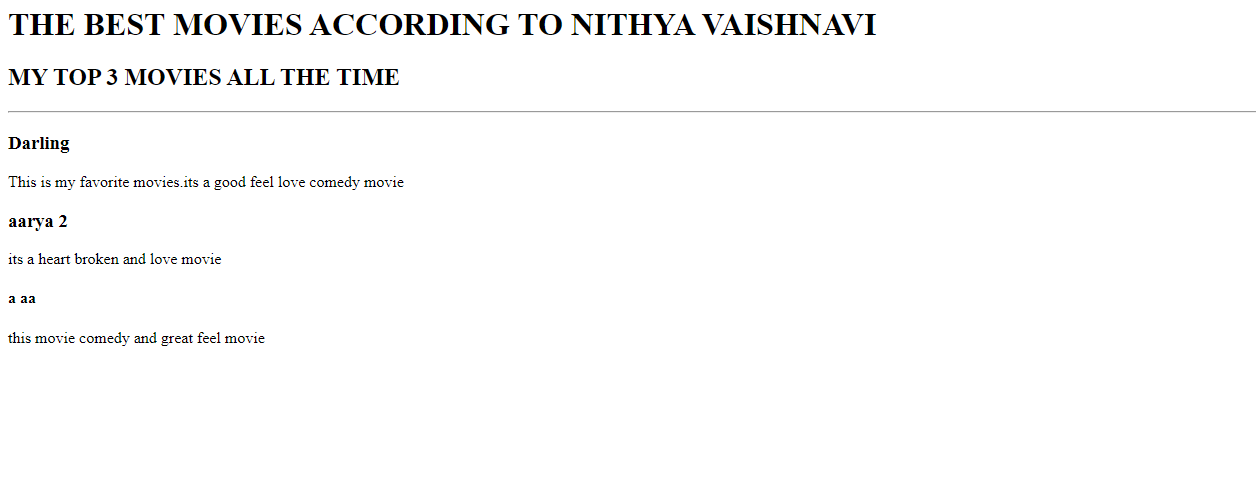 THE BEST MOVIES ACCORDING TO NITHYA VAISHNAVI
MY TOP 3 MOVIES ALL THE TIME
Darling
This is my favorite movies.its a good feel love comedy movie
aarya 2
its a heart broken and love movie
a aa
this movie comedy and great feel movie